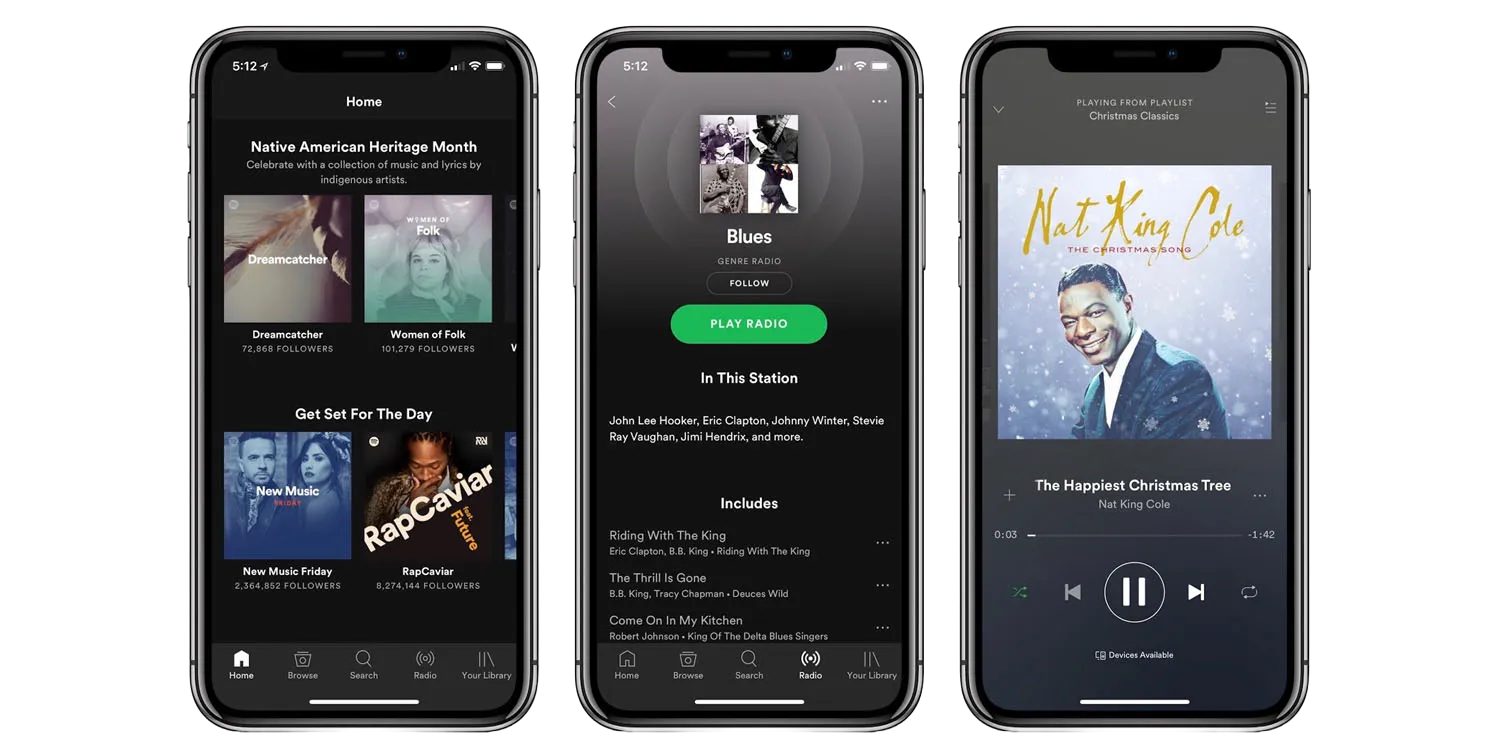 5:12
Home
Native American Heritage Month
Celebrate with a collection of music and lyrics by
indigenous artists.
Dreamcatcher
WOMEN OF
Folk
Dreamcatcher
72,868 FOLLOWERS
Women of Folk
101,279 FOLLOWERS
W
Get Set For The Day
New Music
FRIDAY
RapCaviar
feat.
Future
New Music Friday
2,364,852 FOLLOWERS
RapCaviar
8,274,144 FOLLOWERS
Home
Browse
Search
Radio
Your Library
5:12
Blues
GENRE RADIO
FOLLOW
PLAY RADIO
In This Station
John Lee Hooker, Eric Clapton, Johnny Winter, Stevie
Ray Vaughan, Jimi Hendrix, and more.
Includes
Riding With The King
Eric Clapton, B.B. King • Riding With The King
The Thrill Is Gone
B.B. King, Tracy Chapman • Deuces Wild
Come On In My Kitchen
Robert Johnson • King Of The Delta Blues Singers
Home
Browse
Search
Radio
Your Library
PLAYING FROM PLAYLIST
Christmas Classics
Nat King Cole
THE CHRISTMAS SONG
The Happiest Christmas Tree
Nat King Cole
0:03
-1:42
Devices Available